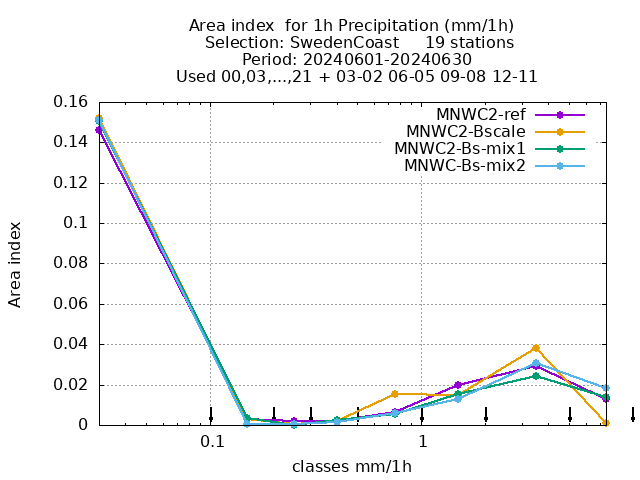 Area index  for 1h Precipitation (mm/1h)
Selection: SwedenCoast     19 stations
Period: 20240601-20240630
Used 00,03,...,21 + 03-02 06-05 09-08 12-11
MNWC2-ref
MNWC2-Bscale
MNWC2-Bs-mix1
MNWC-Bs-mix2
0.16
0.14
0.12
0.1
0.08
0.06
0.04
0.02
0
Area index
0.1
1
classes mm/1h